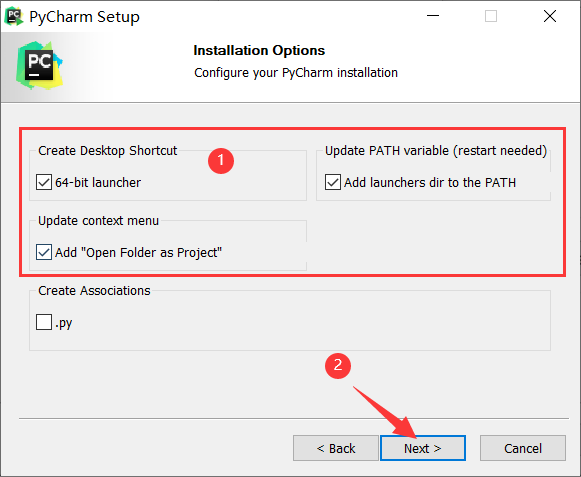 PyCharm Setup
PC
Installation Options
Configure your PyCharm installation
Create Desktop Shortcut
1
64-bit launcher
Update PATH variable (restart needed)
Add launchers dir to the PATH
Update context menu
Add "Open Folder as Project"
Create Associations
.py
2
< Back
Next >
Cancel